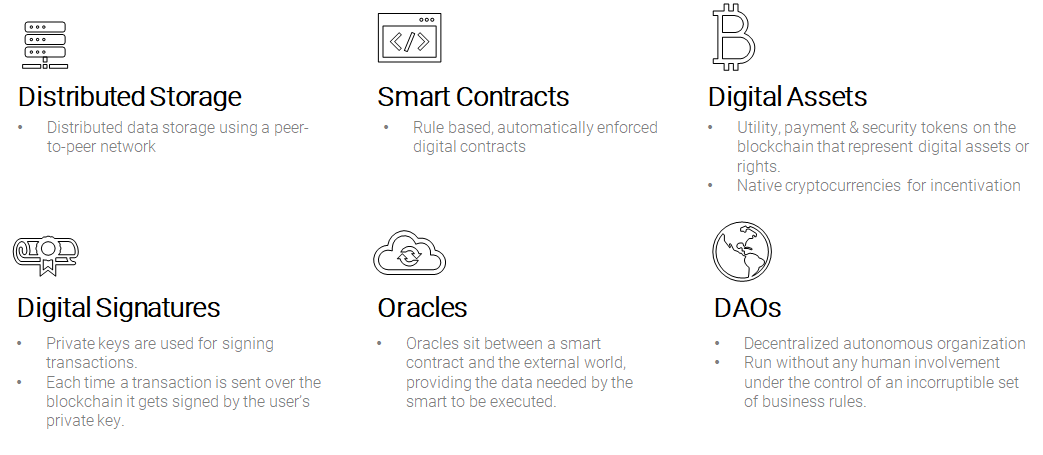 Distributed Storage
• Distributed data storage using a peer-
to-peer network
Smart Contracts
• Rule based, automatically enforced
digital contracts
Digital Assets
• Utility, payment & security tokens on the
blockchain that represent digital assets or
rights.
• Native cryptocurrencies for incentivation
Digital Signatures
• Private keys are used for signing
transactions.
• Each time a transaction is sent over the
blockchain it gets signed by the user’s
private key.
Oracles
• Oracles sit between a smart
contract and the external world,
providing the data needed by the
smart to be executed.
DAOs
• Decentralized autonomous organization
• Run without any human involvement
under the control of an incorruptible set
of business rules.